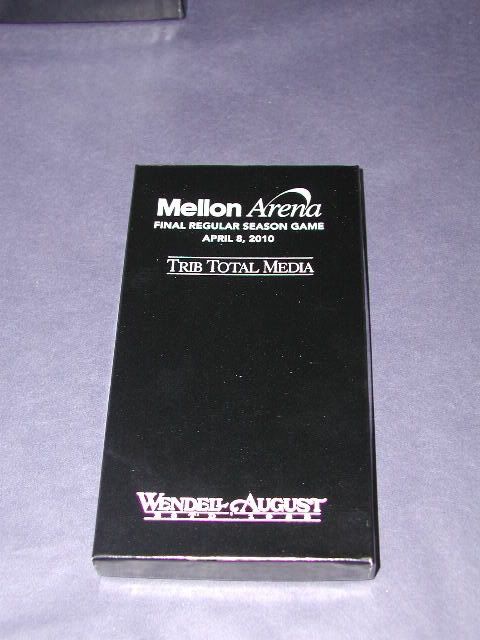 Mellon Arena
FINAL REGULAR SEASON GAME
APRIL 8, 2010
TRIB TOTAL MEDIA
WENDELL AUGUST